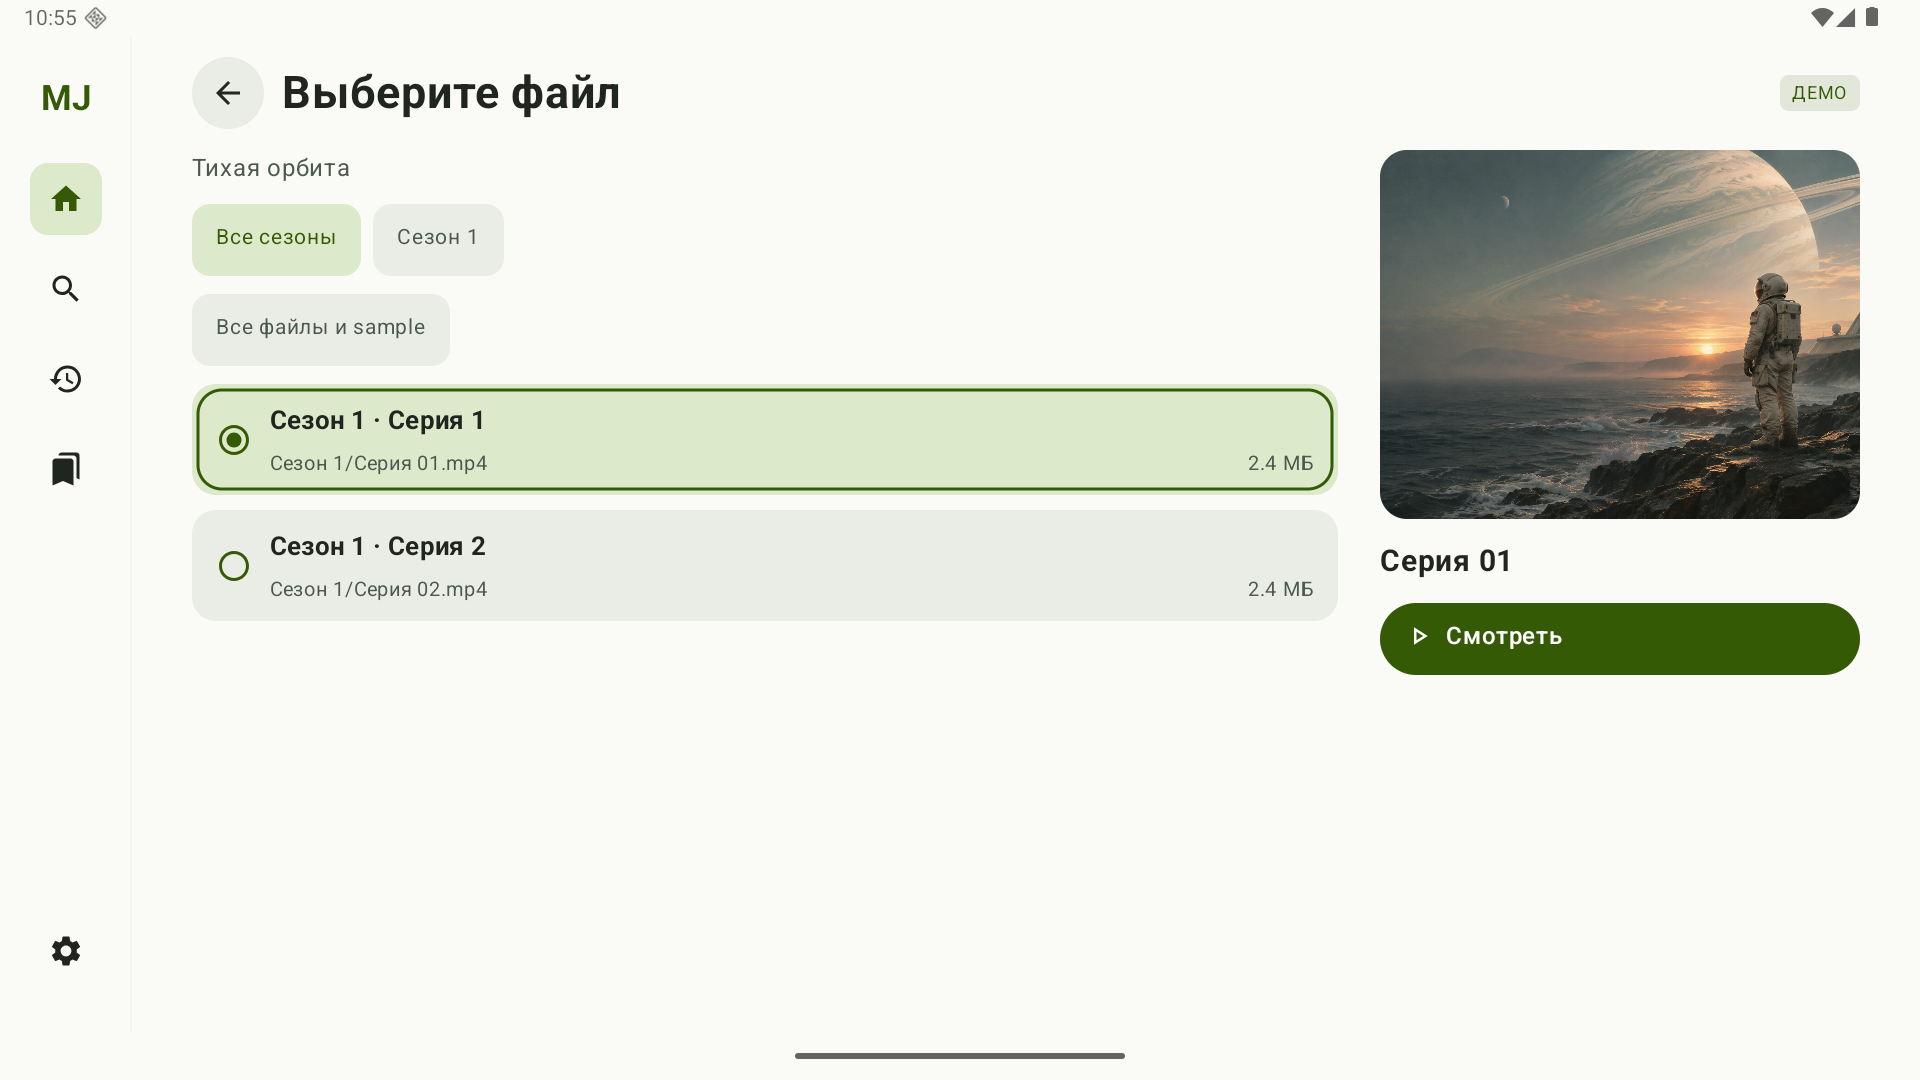 10:55
MJ
Выберите файл
ДЕМО
Тихая орбита
Все сезоны
Сезон 1
Все файлы и sample
Сезон 1 · Серия 1
Сезон 1/Серия 01.mp4
2.4 МБ
Сезон 1 · Серия 2
Сезон 1/Серия 02.mp4
2.4 МБ
Серия 01
Смотреть